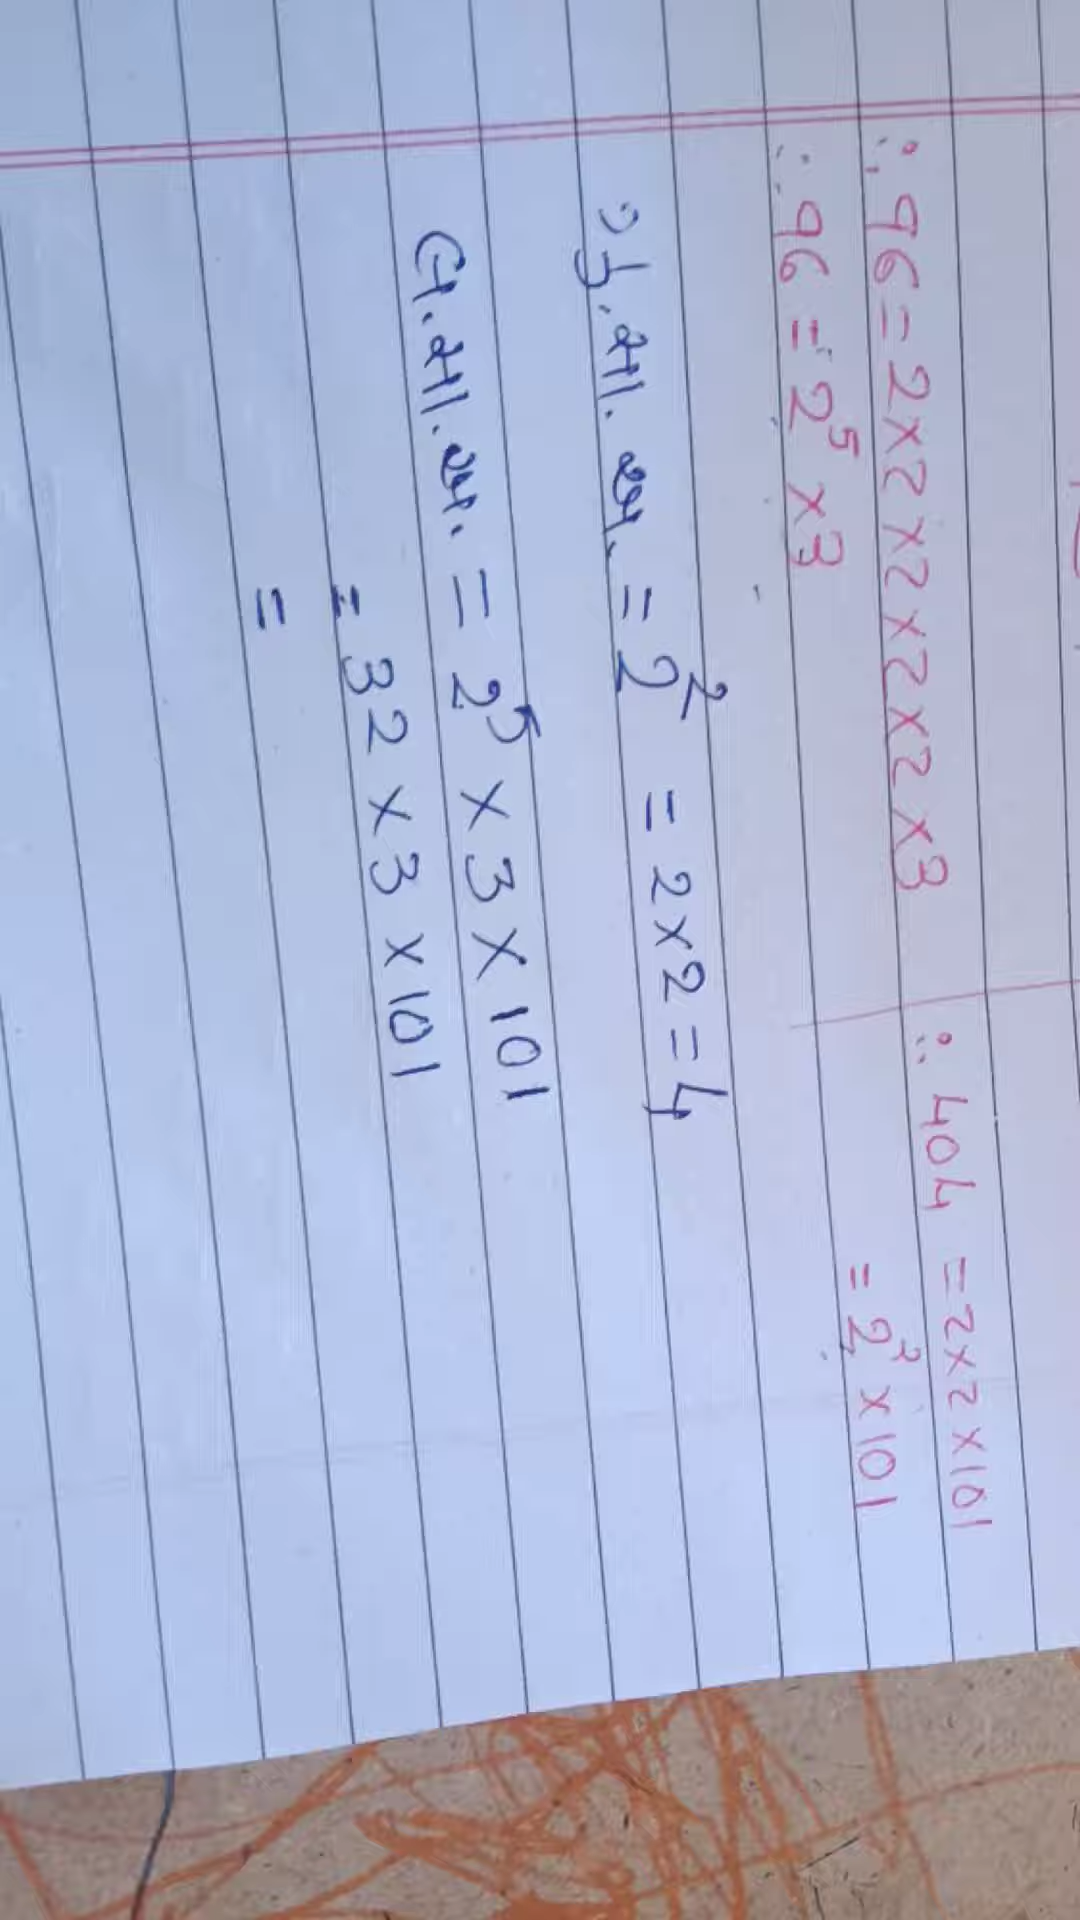 ∴ 96 = 2×2×2×2×2×3
∴ 404 = 2×2×101
∴ 96 = 2⁵ × 3
= 2² × 101
ગુ.સા.અ. = 2² = 2×2 = 4
લ.સા.અ. = 2⁵ × 3 × 101
= 32 × 3 × 101
=